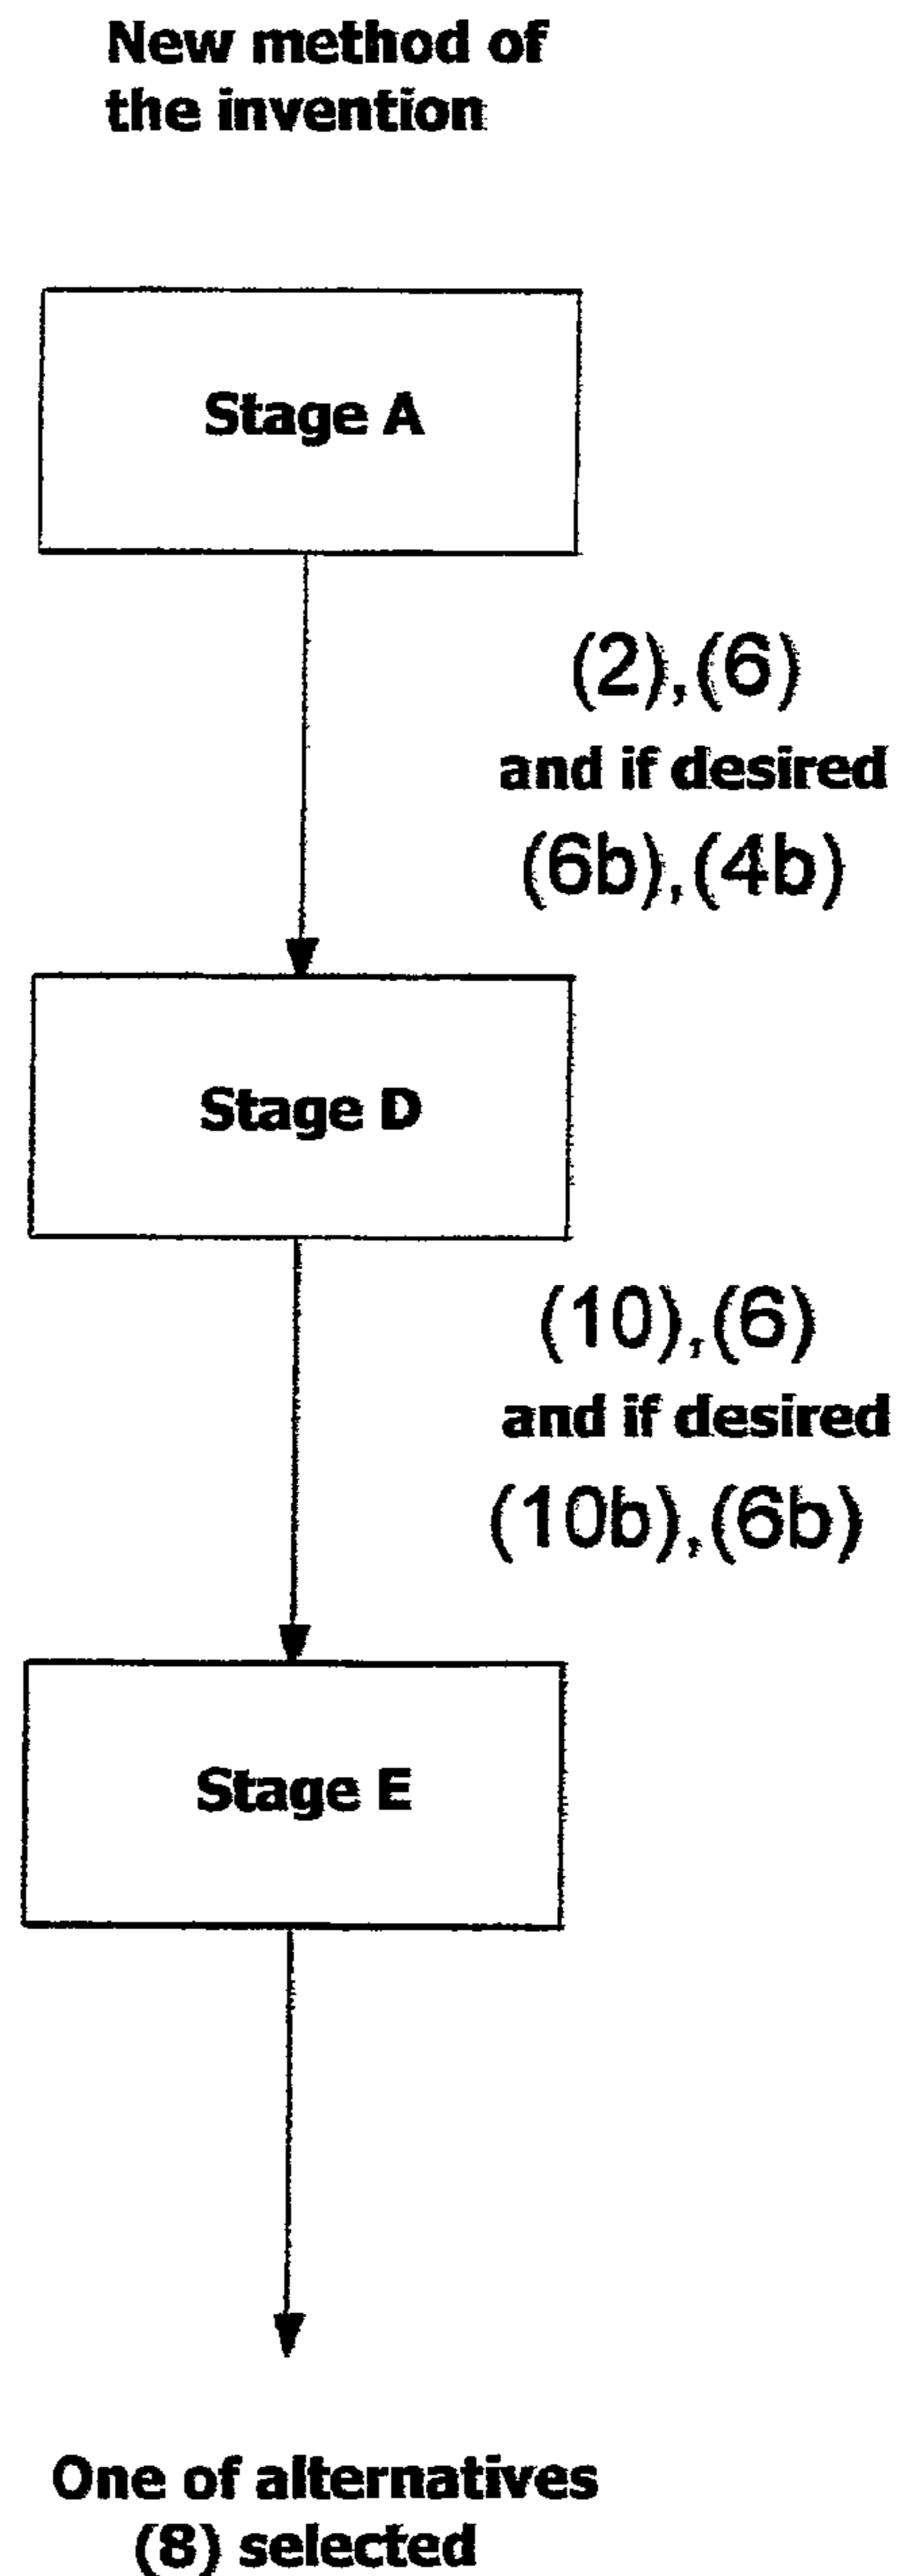 New method of
the invention
Stage A
(2),(6)
and if desired
(6b),(4b)
Stage D
(10),(6)
and if desired
(10b),(6b)
Stage E
One of alternatives
(8) selected